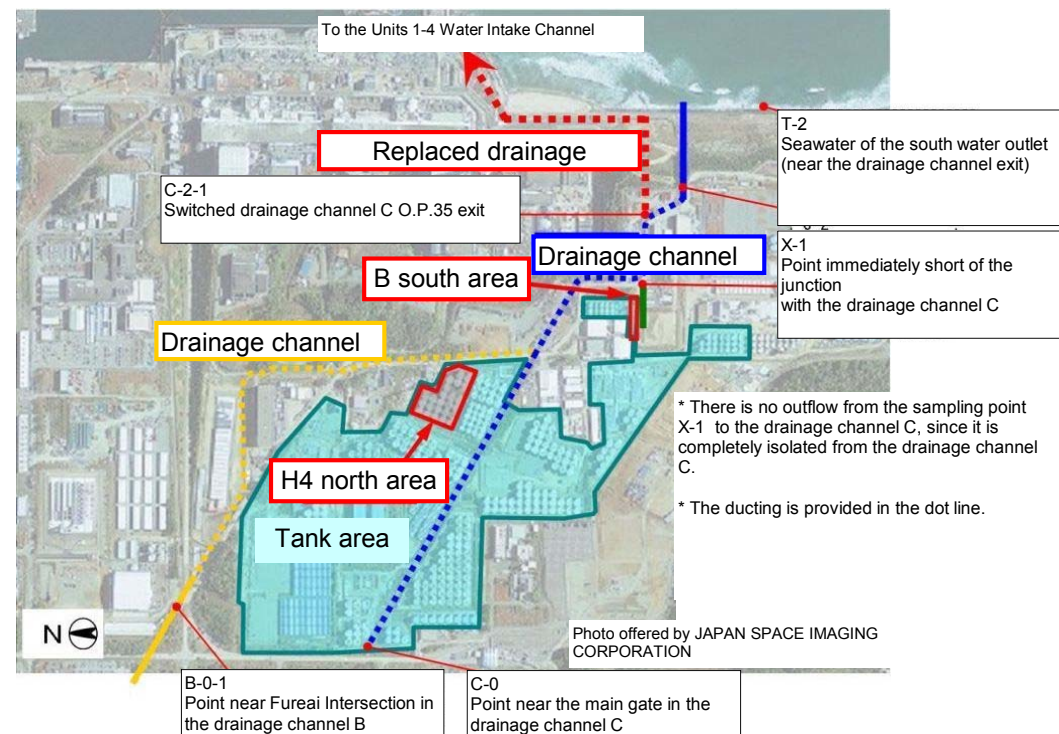 To the Units 1-4 Water Intake Channel
T-2
Seawater of the south water outlet
(near the drainage channel exit)
Replaced drainage
C-2-1
Switched drainage channel C O.P.35 exit
X-1
Point immediately short of the
junction
with the drainage channel C
Drainage channel
B south area
Drainage channel
* There is no outflow from the sampling point
X-1 to the drainage channel C, since it is
completely isolated from the drainage channel
C.
* The ducting is provided in the dot line.
H4 north area
Tank area
N
Photo offered by JAPAN SPACE IMAGING
CORPORATION
B-0-1
Point near Fureai Intersection in
the drainage channel B
C-0
Point near the main gate in the
drainage channel C